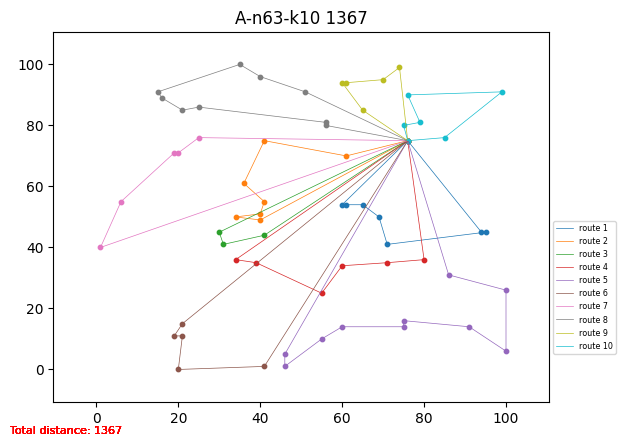 A-n63-k10 1367
100
80
60
40
20
0
0 20 40 60 80 100
route 1
route 2
route 3
route 4
route 5
route 6
route 7
route 8
route 9
route 10
Total distance: 1367